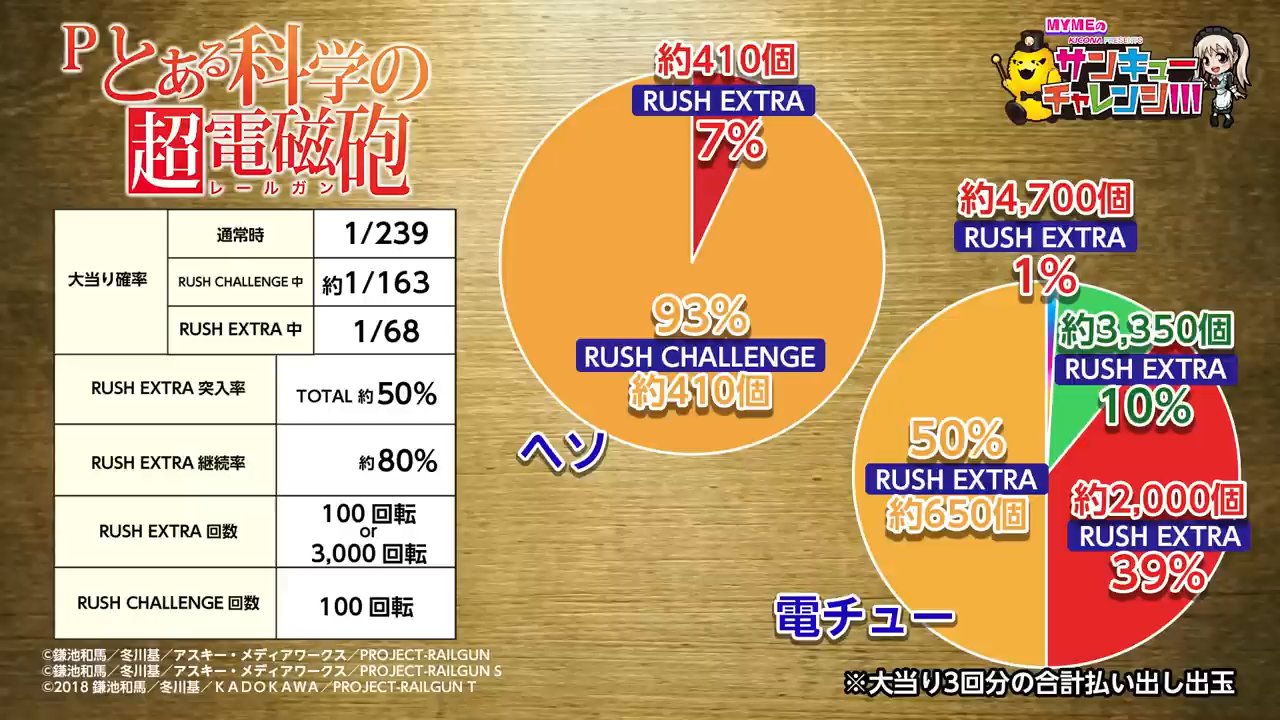 Pとある科学の
超電磁砲
レールガン
MYMEの
KICONA PRESENTS
サンキュー
チャレンジ!!!
大当り確率
通常時
1/239
RUSH CHALLENGE 中
約1/163
RUSH EXTRA 中
1/68
RUSH EXTRA 突入率
TOTAL 約50%
RUSH EXTRA 継続率
約80%
RUSH EXTRA 回数
100 回転
or
3,000 回転
RUSH CHALLENGE 回数
100 回転
約410個
RUSH EXTRA
7%
93%
RUSH CHALLENGE
約410個
ヘソ
約4,700個
RUSH EXTRA
1%
約3,350個
RUSH EXTRA
10%
50%
RUSH EXTRA
約650個
約2,000個
RUSH EXTRA
39%
電チュー
©鎌池和馬/冬川基/アスキー・メディアワークス/PROJECT-RAILGUN
©鎌池和馬/冬川基/アスキー・メディアワークス/PROJECT-RAILGUN S
©2018 鎌池和馬/冬川基/KADOKAWA/PROJECT-RAILGUN T
※大当り3回分の合計払い出し出玉